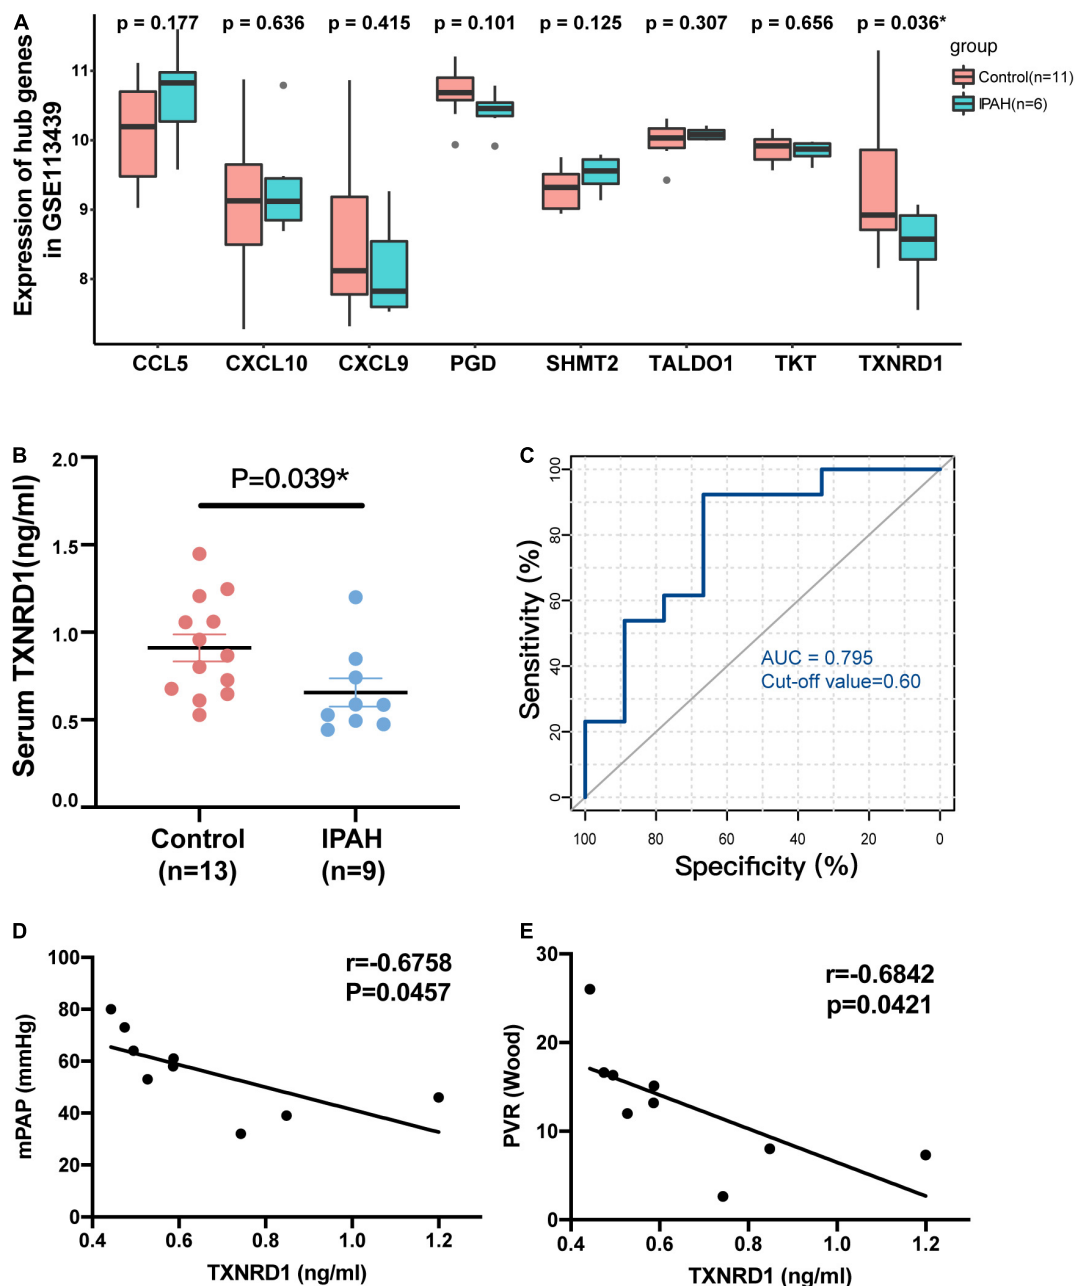 A
p = 0.177 p = 0.636 p = 0.415 p = 0.101 p = 0.125 p = 0.307 p = 0.656 p = 0.036*
Expression of hub genes
in GSE113439
11
10
9
8
group
Control(n=11)
IPAH(n=6)
CCL5 CXCL10 CXCL9 PGD SHMT2 TALDO1 TKT TXNRD1
B
Serum TXNRD1(ng/ml)
2.0
1.5
1.0
0.5
0.0
P=0.039*
Control IPAH
(n=13) (n=9)
C
Sensitivity (%)
100
80
60
40
20
0
AUC = 0.795
Cut-off value=0.60
100 80 60 40 20 0
Specificity (%)
D
mPAP (mmHg)
100
80
60
40
20
0
r=-0.6758
P=0.0457
0.4 0.6 0.8 1.0 1.2
TXNRD1 (ng/ml)
E
PVR (Wood)
30
20
10
0
r=-0.6842
p=0.0421
0.4 0.6 0.8 1.0 1.2
TXNRD1 (ng/ml)